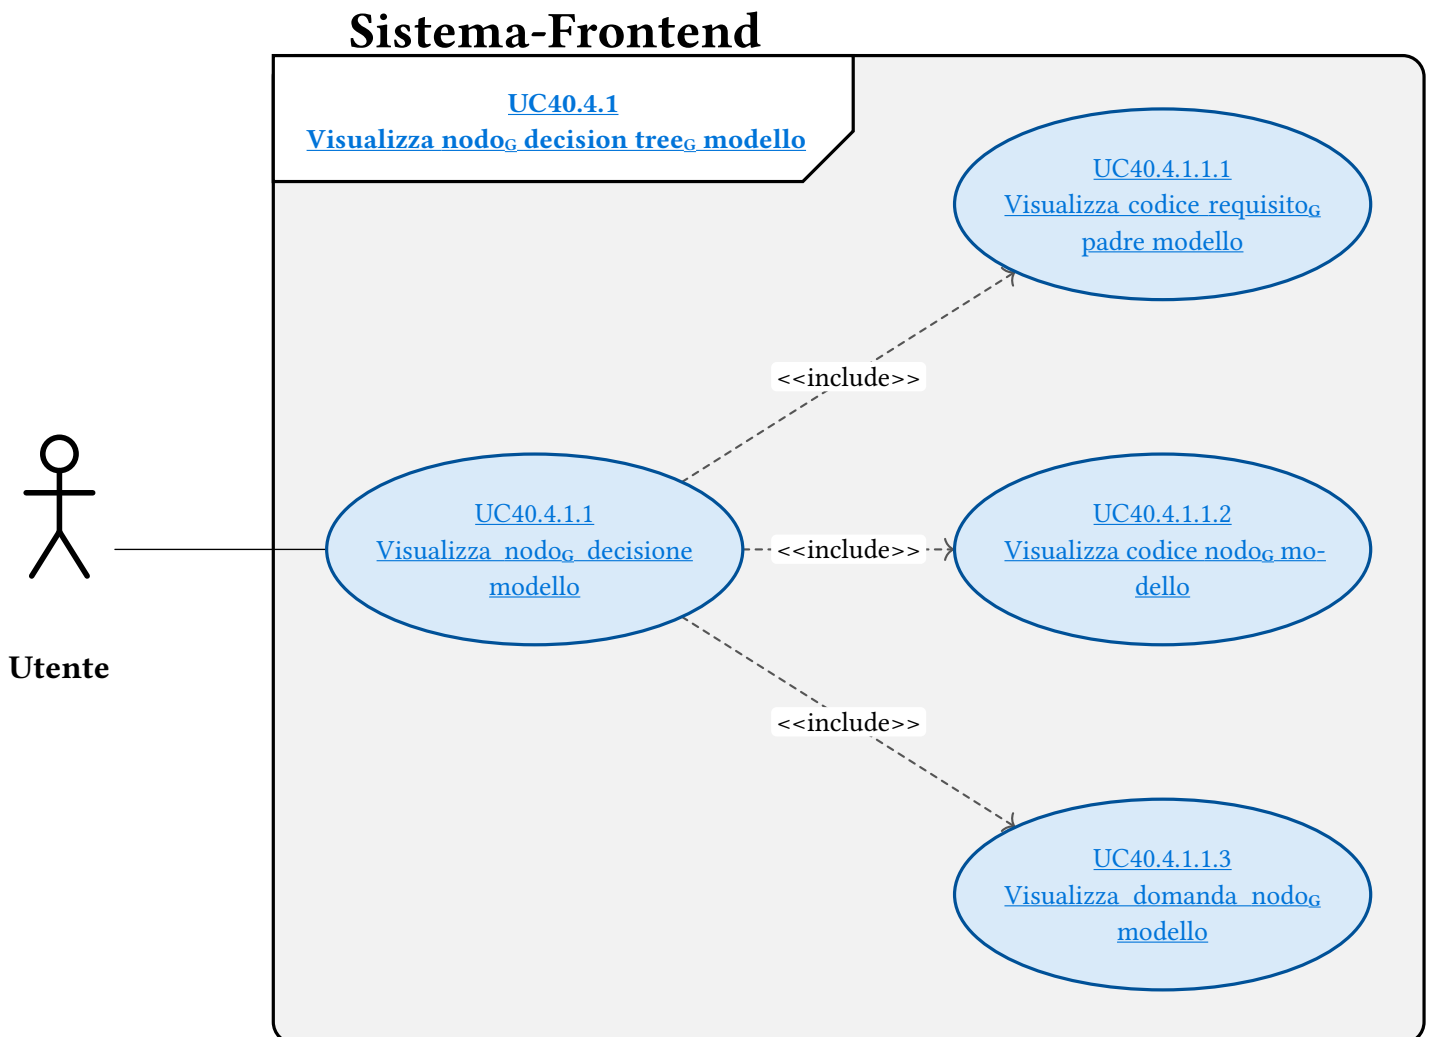 Sistema-Frontend
UC40.4.1
Visualizza nodoG decision treeG modello
UC40.4.1.1.1
Visualizza codice requisitoG
padre modello
<<include>>
UC40.4.1.1
Visualizza nodoG decisione
modello
<<include>>
UC40.4.1.1.2
Visualizza codice nodoG mo-
dello
Utente
<<include>>
UC40.4.1.1.3
Visualizza domanda nodoG
modello